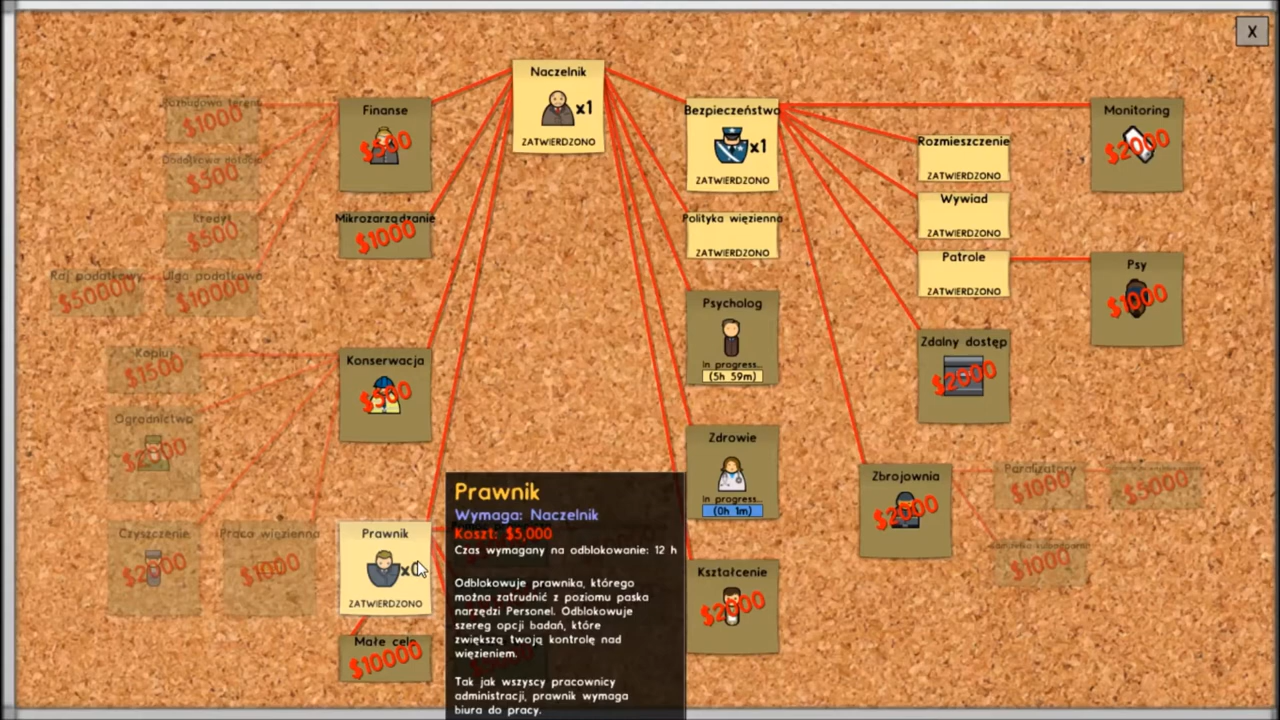 X
Naczelnik
x1
ZATWIERDZONO
Finanse
$500
Mikrozarządzanie
$1000
Rozbudowa terenu
$1000
Dodatkowa dotacja
$500
Kredyt
$500
Raj podatkowy
$50000
Ulga podatkowa
$10000
Konserwacja
$500
Kopiuj
$1500
Ogrodnictwo
$2000
Czyszczenie
$2000
Praca więzienna
$1000
Prawnik
x0
ZATWIERDZONO
Małe cele
$10000
Prawnik
Wymaga: Naczelnik
Koszt: $5,000
Czas wymagany na odblokowanie: 12 h
Odblokowuje prawnika, którego
można zatrudnić z poziomu paska
narzędzi Personel. Odblokowuje
szereg opcji badań, które
zwiększą twoją kontrolę nad
więzieniem.
Tak jak wszyscy pracownicy
administracji, prawnik wymaga
biura do pracy.
Bezpieczeństwo
x1
ZATWIERDZONO
Polityka więzienna
ZATWIERDZONO
Psycholog
In progress...
(5h 59m)
Zdrowie
In progress...
(0h 1m)
Kształcenie
$2000
Rozmieszczenie
ZATWIERDZONO
Wywiad
ZATWIERDZONO
Patrole
ZATWIERDZONO
Zdalny dostęp
$2000
Zbrojownia
$2000
Paralizatory
$1000
$5000
$1000
Monitoring
$2000
Psy
$1000